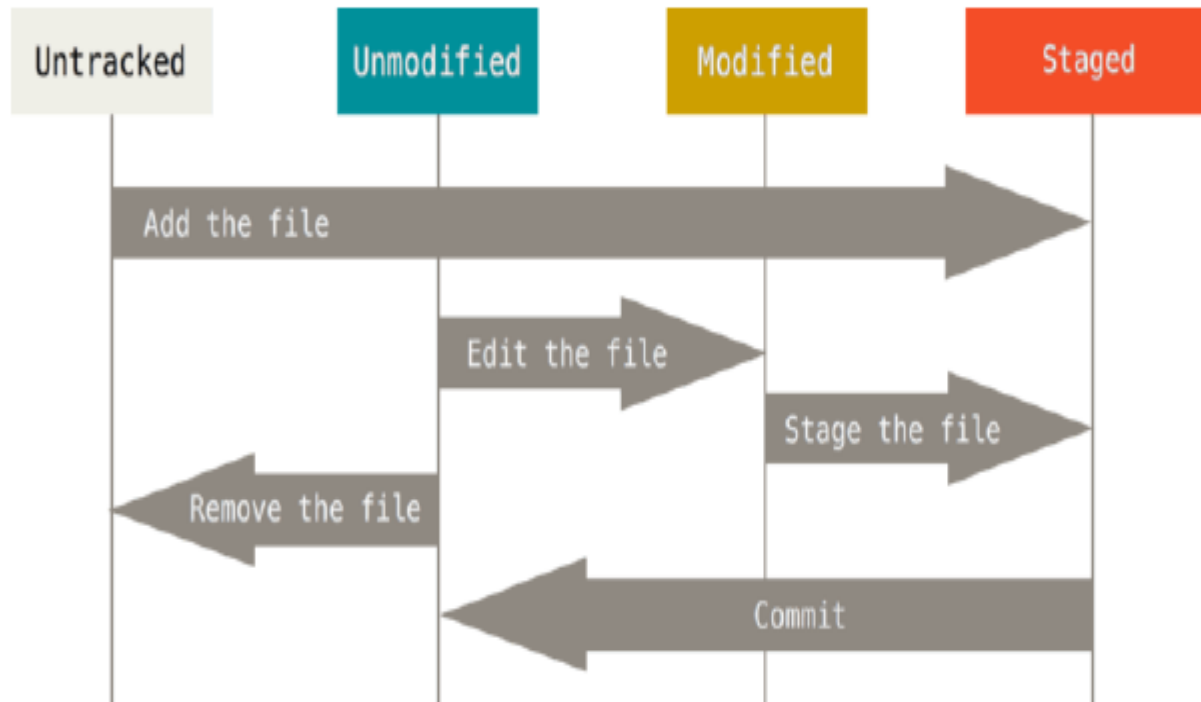 Untracked
Unmodified
Modified
Staged
Add the file
Edit the file
Stage the file
Remove the file
Commit